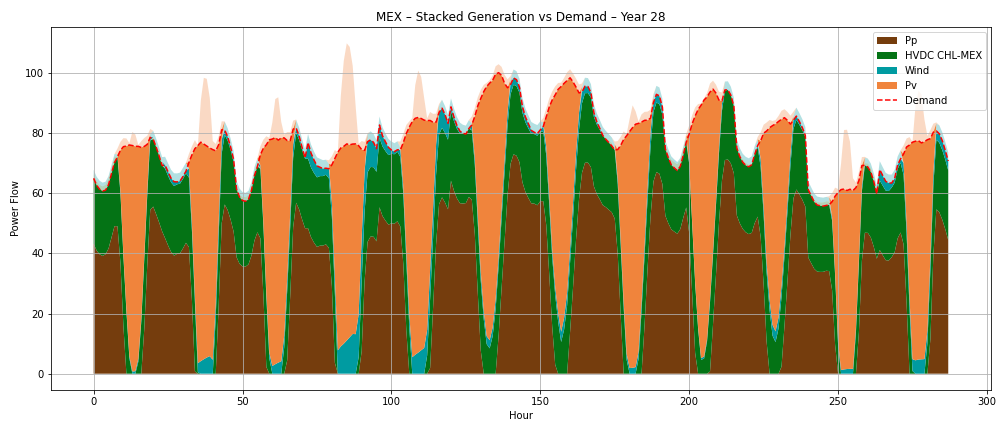 MEX – Stacked Generation vs Demand – Year 28
Pp
HVDC CHL-MEX
Wind
Pv
Demand
Power Flow
100
80
60
40
20
0
0 50 100 150 200 250 300
Hour